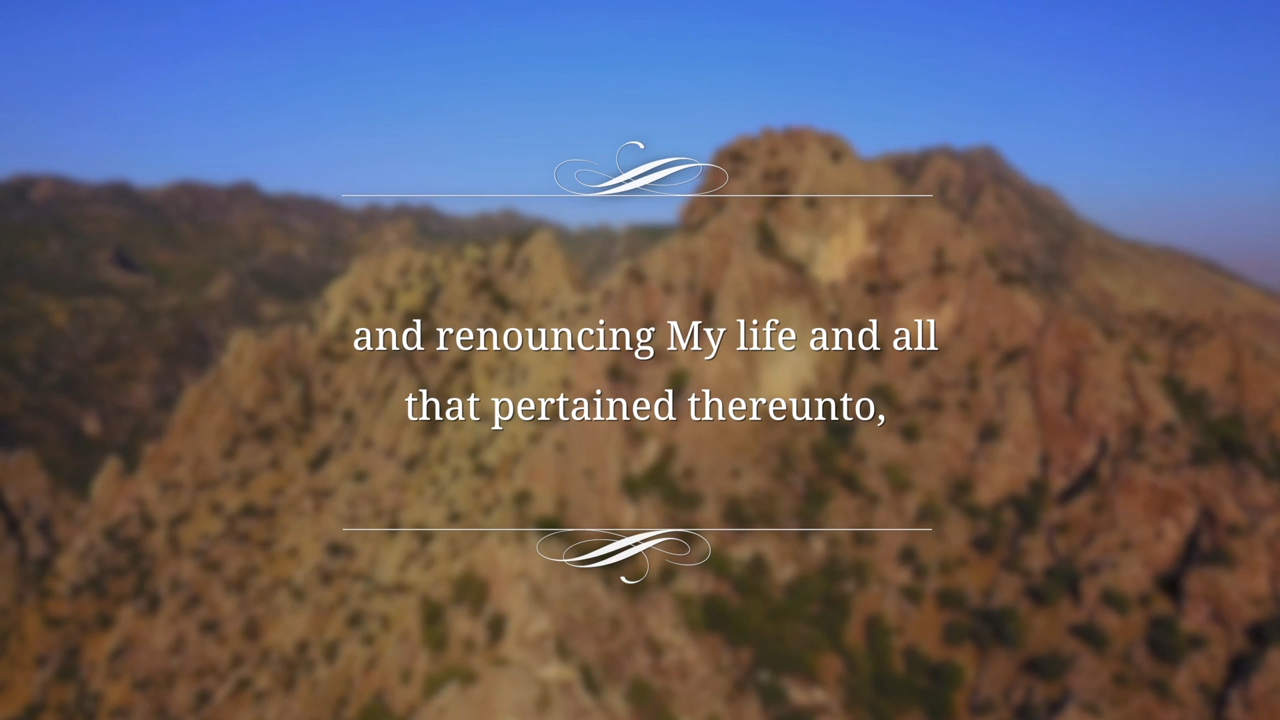 and renouncing My life and all
that pertained thereunto,